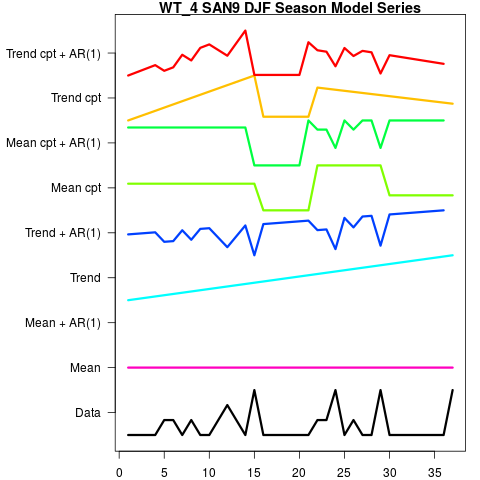 WT_4 SAN9 DJF Season Model Series
Trend cpt + AR(1)
Trend cpt
Mean cpt + AR(1)
Mean cpt
Trend + AR(1)
Trend
Mean + AR(1)
Mean
Data
0 5 10 15 20 25 30 35